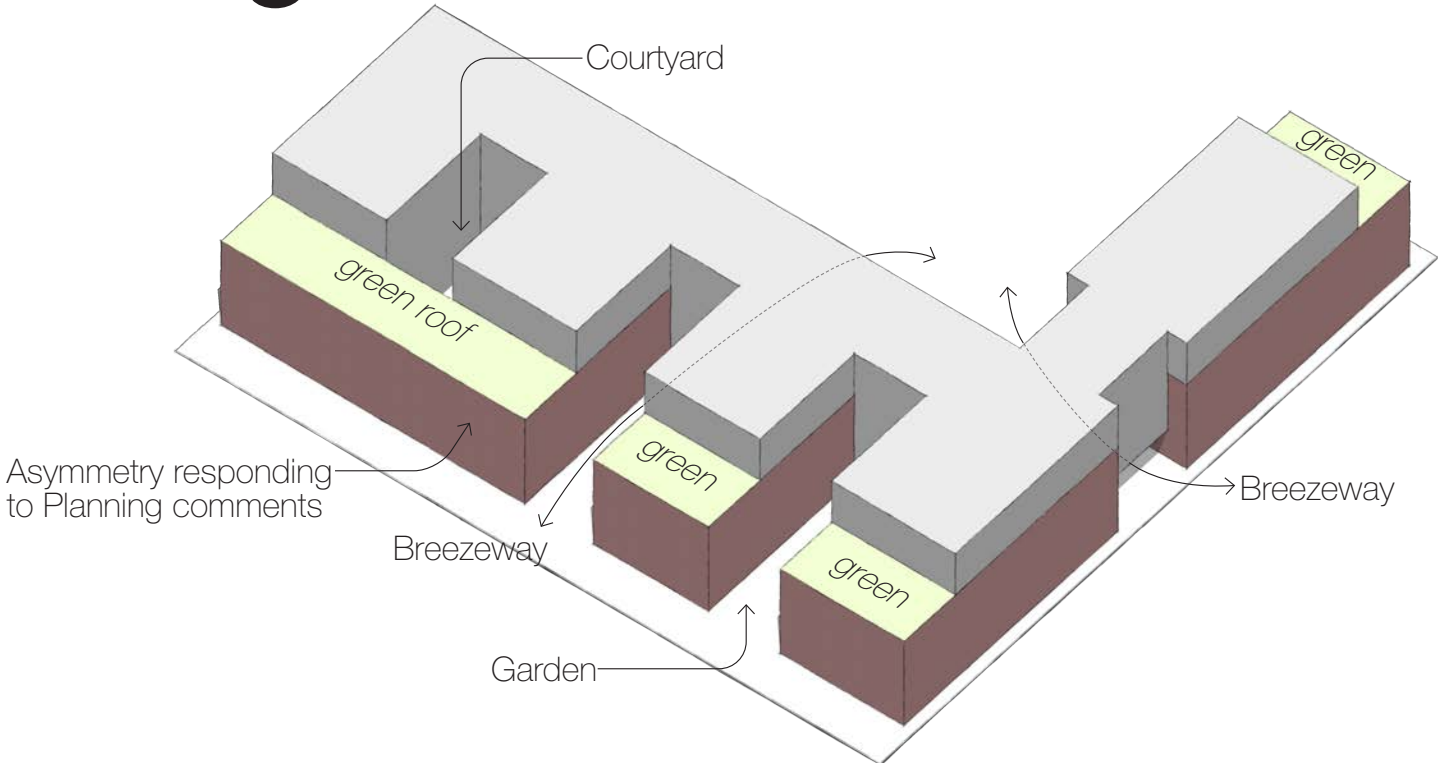 Courtyard
green
green roof
Asymmetry responding
to Planning comments
green
Breezeway
Breezeway
green
Garden